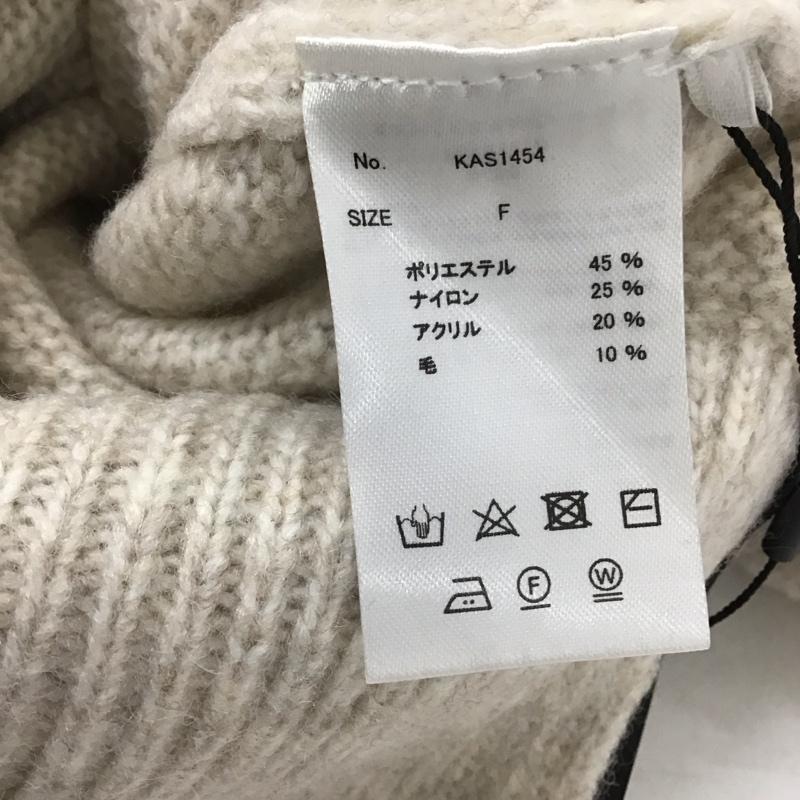 No. KAS1454
SIZE F
ポリエステル 45 %
ナイロン 25 %
アクリル 20 %
毛 10 %
F W